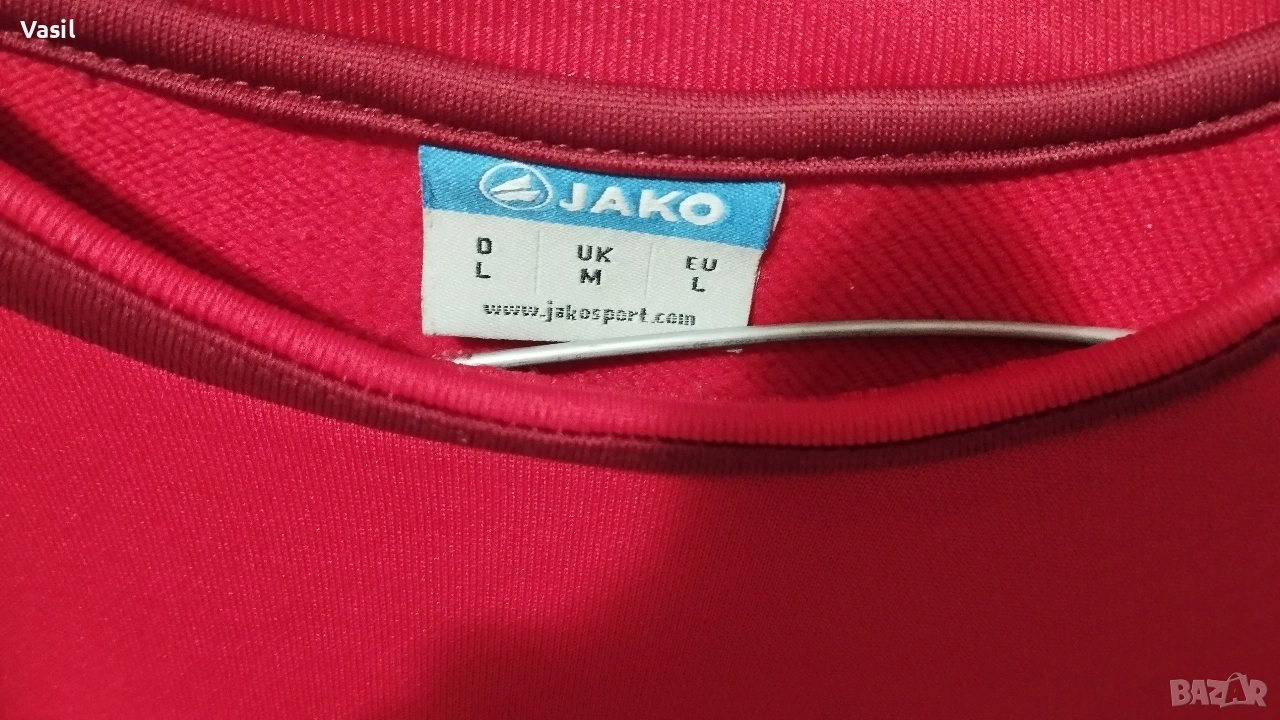 Vasil
JAKO
D UK EU
L M L
www.jakosport.com
BAZAR